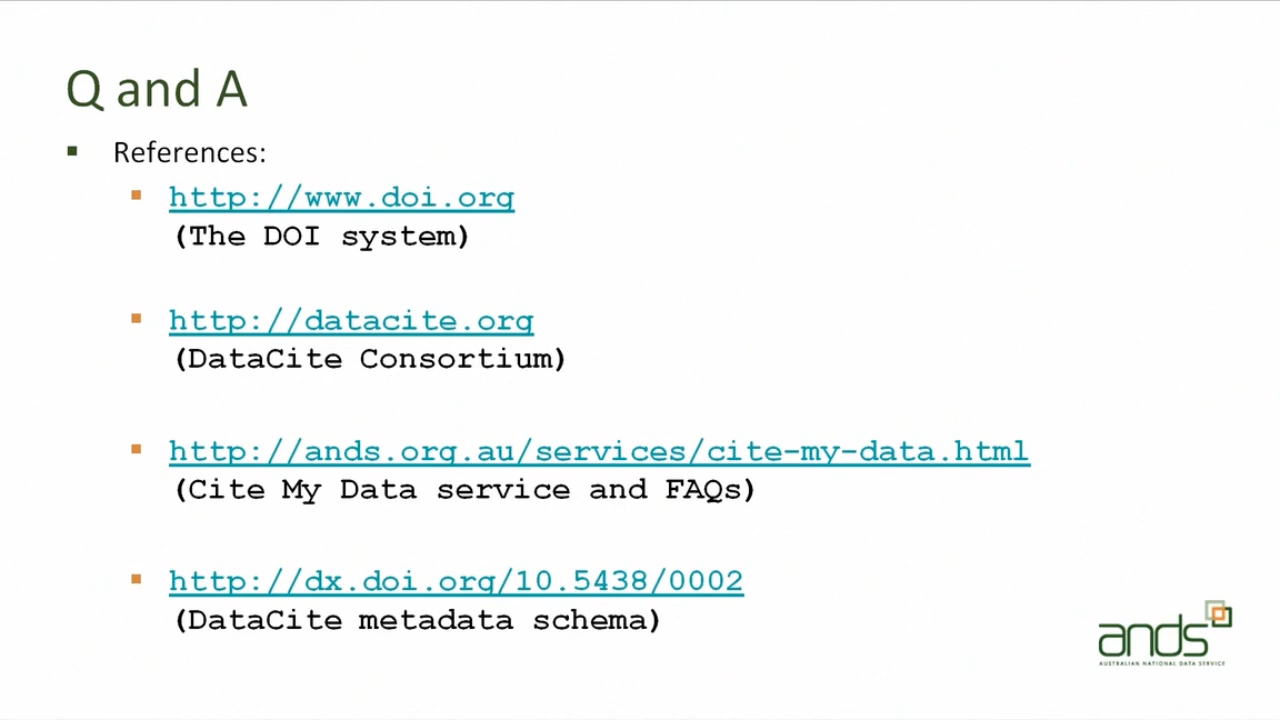 Q and A
References:
http://www.doi.org
(The DOI system)
http://datacite.org
(DataCite Consortium)
http://ands.org.au/services/cite-my-data.html
(Cite My Data service and FAQs)
http://dx.doi.org/10.5438/0002
(DataCite metadata schema)
ands
AUSTRALIAN NATIONAL DATA SERVICE